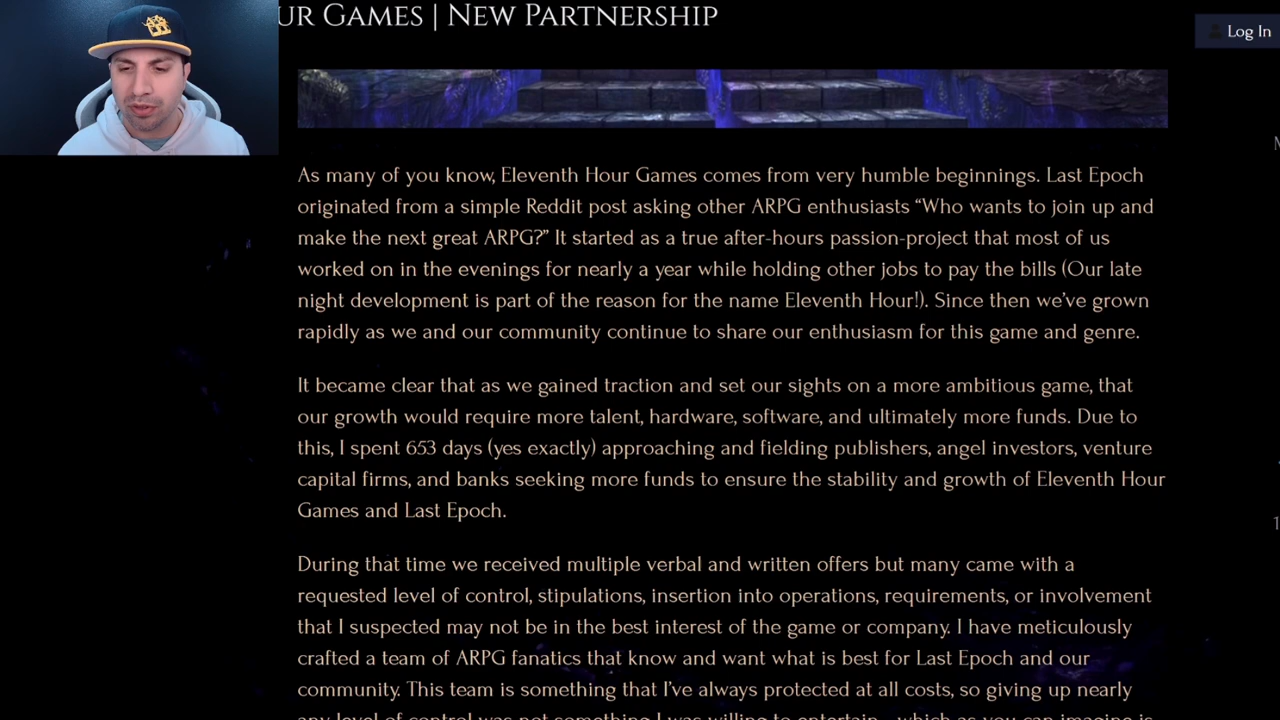 UR GAMES | NEW PARTNERSHIP
Log In
As many of you know, Eleventh Hour Games comes from very humble beginnings. Last Epoch
originated from a simple Reddit post asking other ARPG enthusiasts “Who wants to join up and
make the next great ARPG?” It started as a true after-hours passion-project that most of us
worked on in the evenings for nearly a year while holding other jobs to pay the bills (Our late
night development is part of the reason for the name Eleventh Hour!). Since then we’ve grown
rapidly as we and our community continue to share our enthusiasm for this game and genre.
It became clear that as we gained traction and set our sights on a more ambitious game, that
our growth would require more talent, hardware, software, and ultimately more funds. Due to
this, I spent 653 days (yes exactly) approaching and fielding publishers, angel investors, venture
capital firms, and banks seeking more funds to ensure the stability and growth of Eleventh Hour
Games and Last Epoch.
During that time we received multiple verbal and written offers but many came with a
requested level of control, stipulations, insertion into operations, requirements, or involvement
that I suspected may not be in the best interest of the game or company. I have meticulously
crafted a team of ARPG fanatics that know and want what is best for Last Epoch and our
community. This team is something that I’ve always protected at all costs, so giving up nearly
any level of control was not something I was willing to entertain